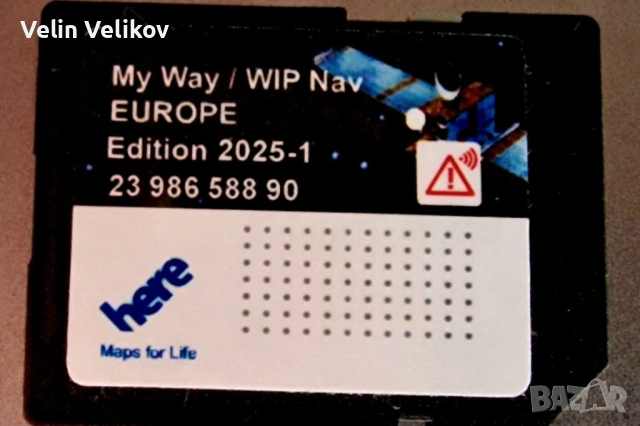 Velin Velikov
My Way / WIP Nav
EUROPE
Edition 2025-1
23 986 588 90
here
Maps for Life
BAZAR